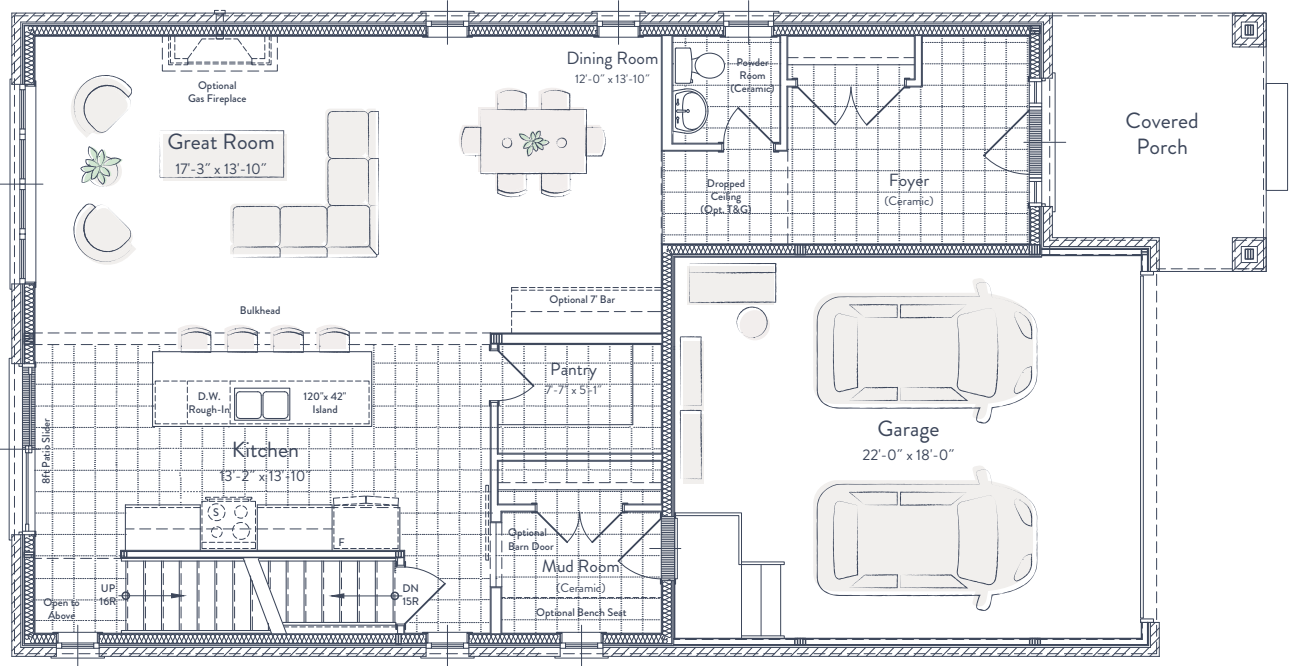 Optional
Gas Fireplace
Great Room
17'-3" x 13'-10"
Dining Room
12'-0" x 13'-10"
Powder
Room
(Ceramic)
Dropped
Ceiling
(Opt. T&G)
Foyer
(Ceramic)
Covered
Porch
Bulkhead
Optional 7' Bar
D.W.
Rough-In
120"x 42"
Island
Pantry
7'-7" x 5'-1"
8ft Patio Slider
Kitchen
13'-2" x 13'-10"
S
F
Garage
22'-0" x 18'-0"
Optional
Barn Door
Mud Room
(Ceramic)
Optional Bench Seat
UP
16R
DN
15R
Open to
Above